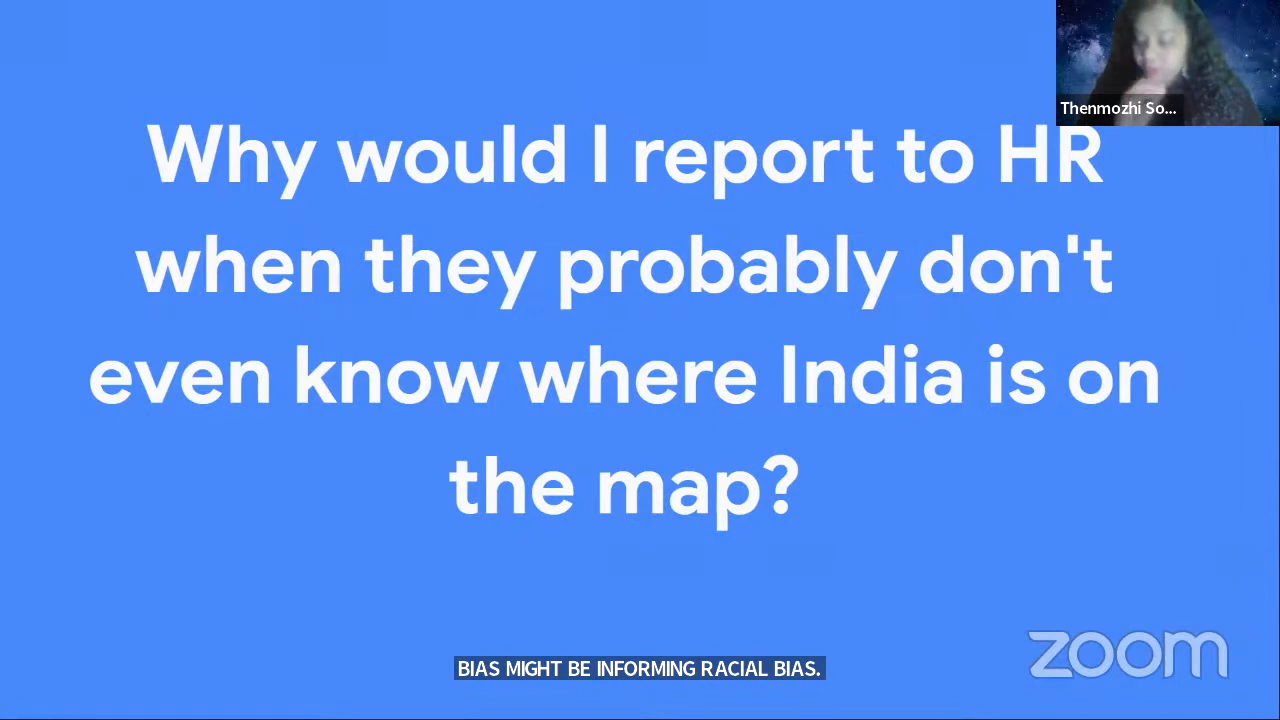 Thenmozhi So...
Why would I report to HR
when they probably don't
even know where India is on
the map?
BIAS MIGHT BE INFORMING RACIAL BIAS.
zoom